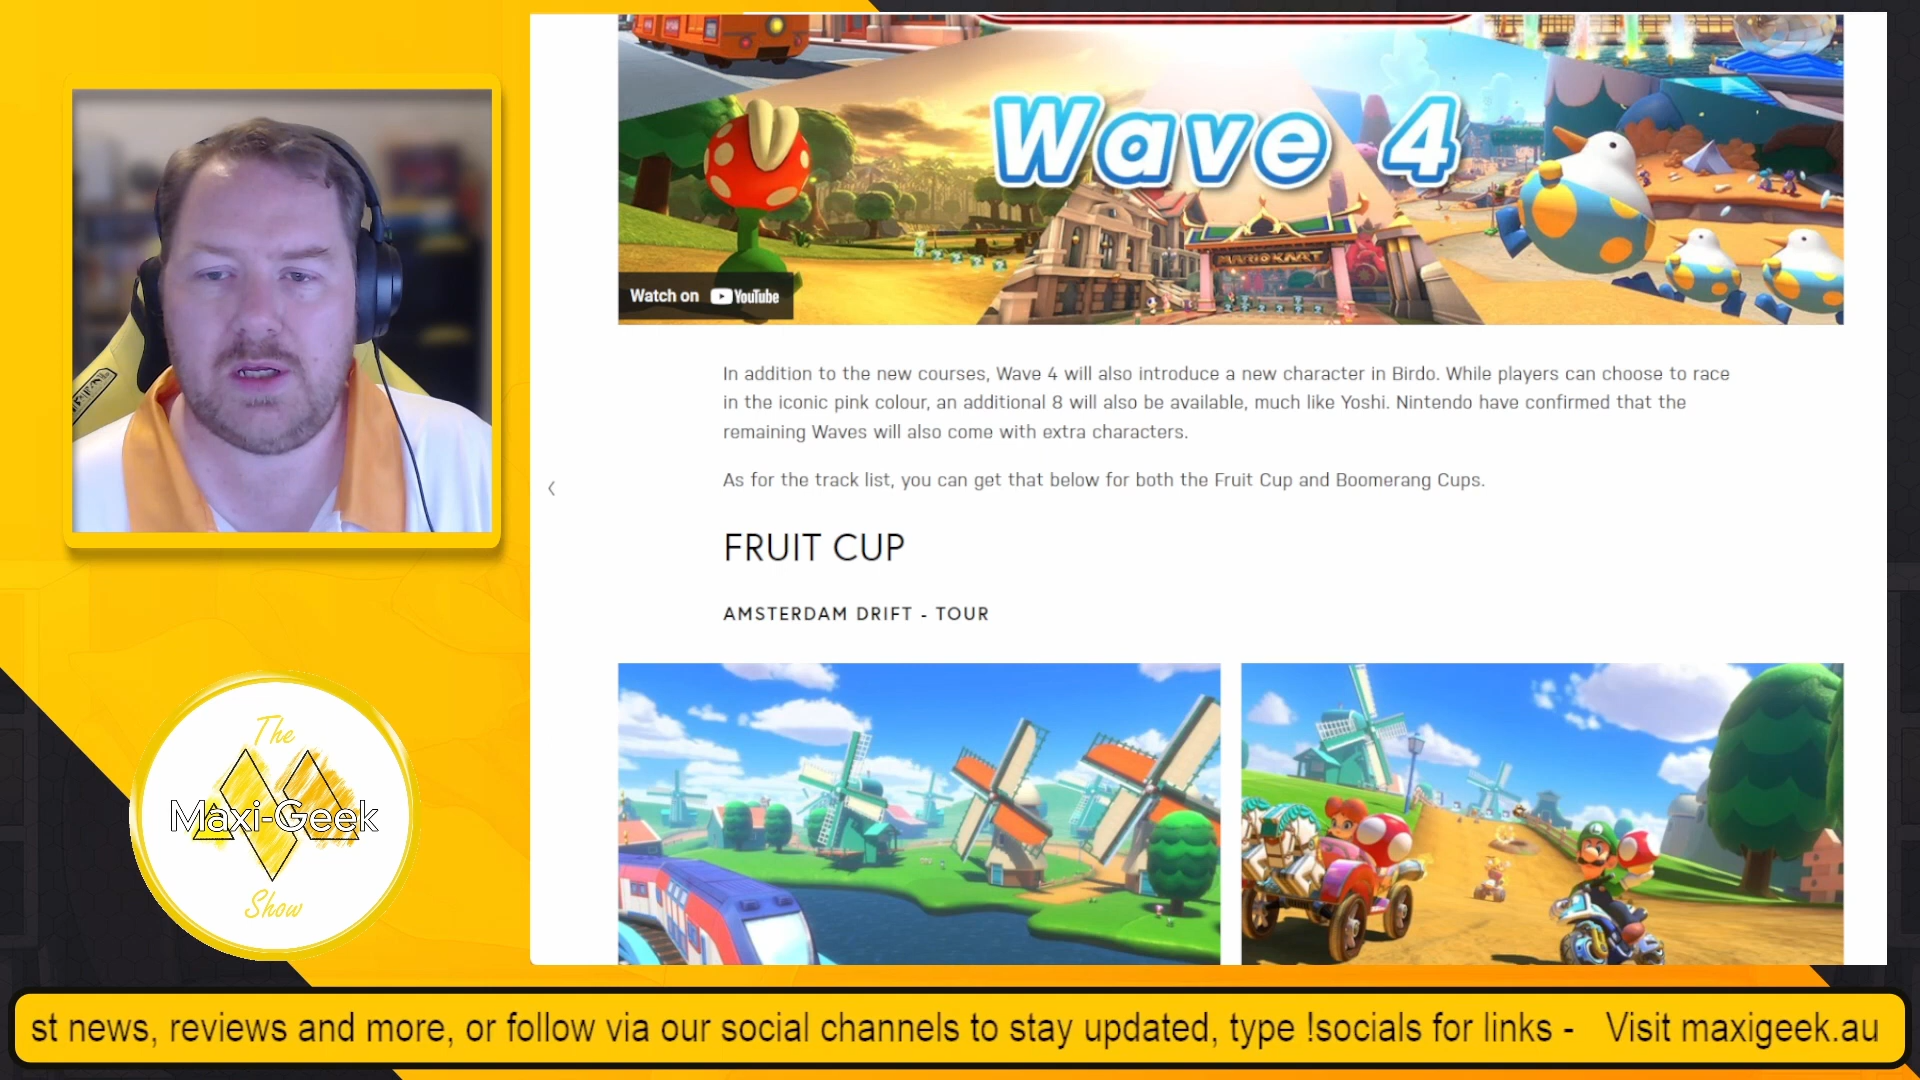 Wave 4
MARIOKART
Watch on YouTube
In addition to the new courses, Wave 4 will also introduce a new character in Birdo. While players can choose to race
in the iconic pink colour, an additional 8 will also be available, much like Yoshi. Nintendo have confirmed that the
remaining Waves will also come with extra characters.
As for the track list, you can get that below for both the Fruit Cup and Boomerang Cups.
FRUIT CUP
AMSTERDAM DRIFT - TOUR
The
Maxi-Geek
Show
st news, reviews and more, or follow via our social channels to stay updated, type !socials for links - Visit maxigeek.au